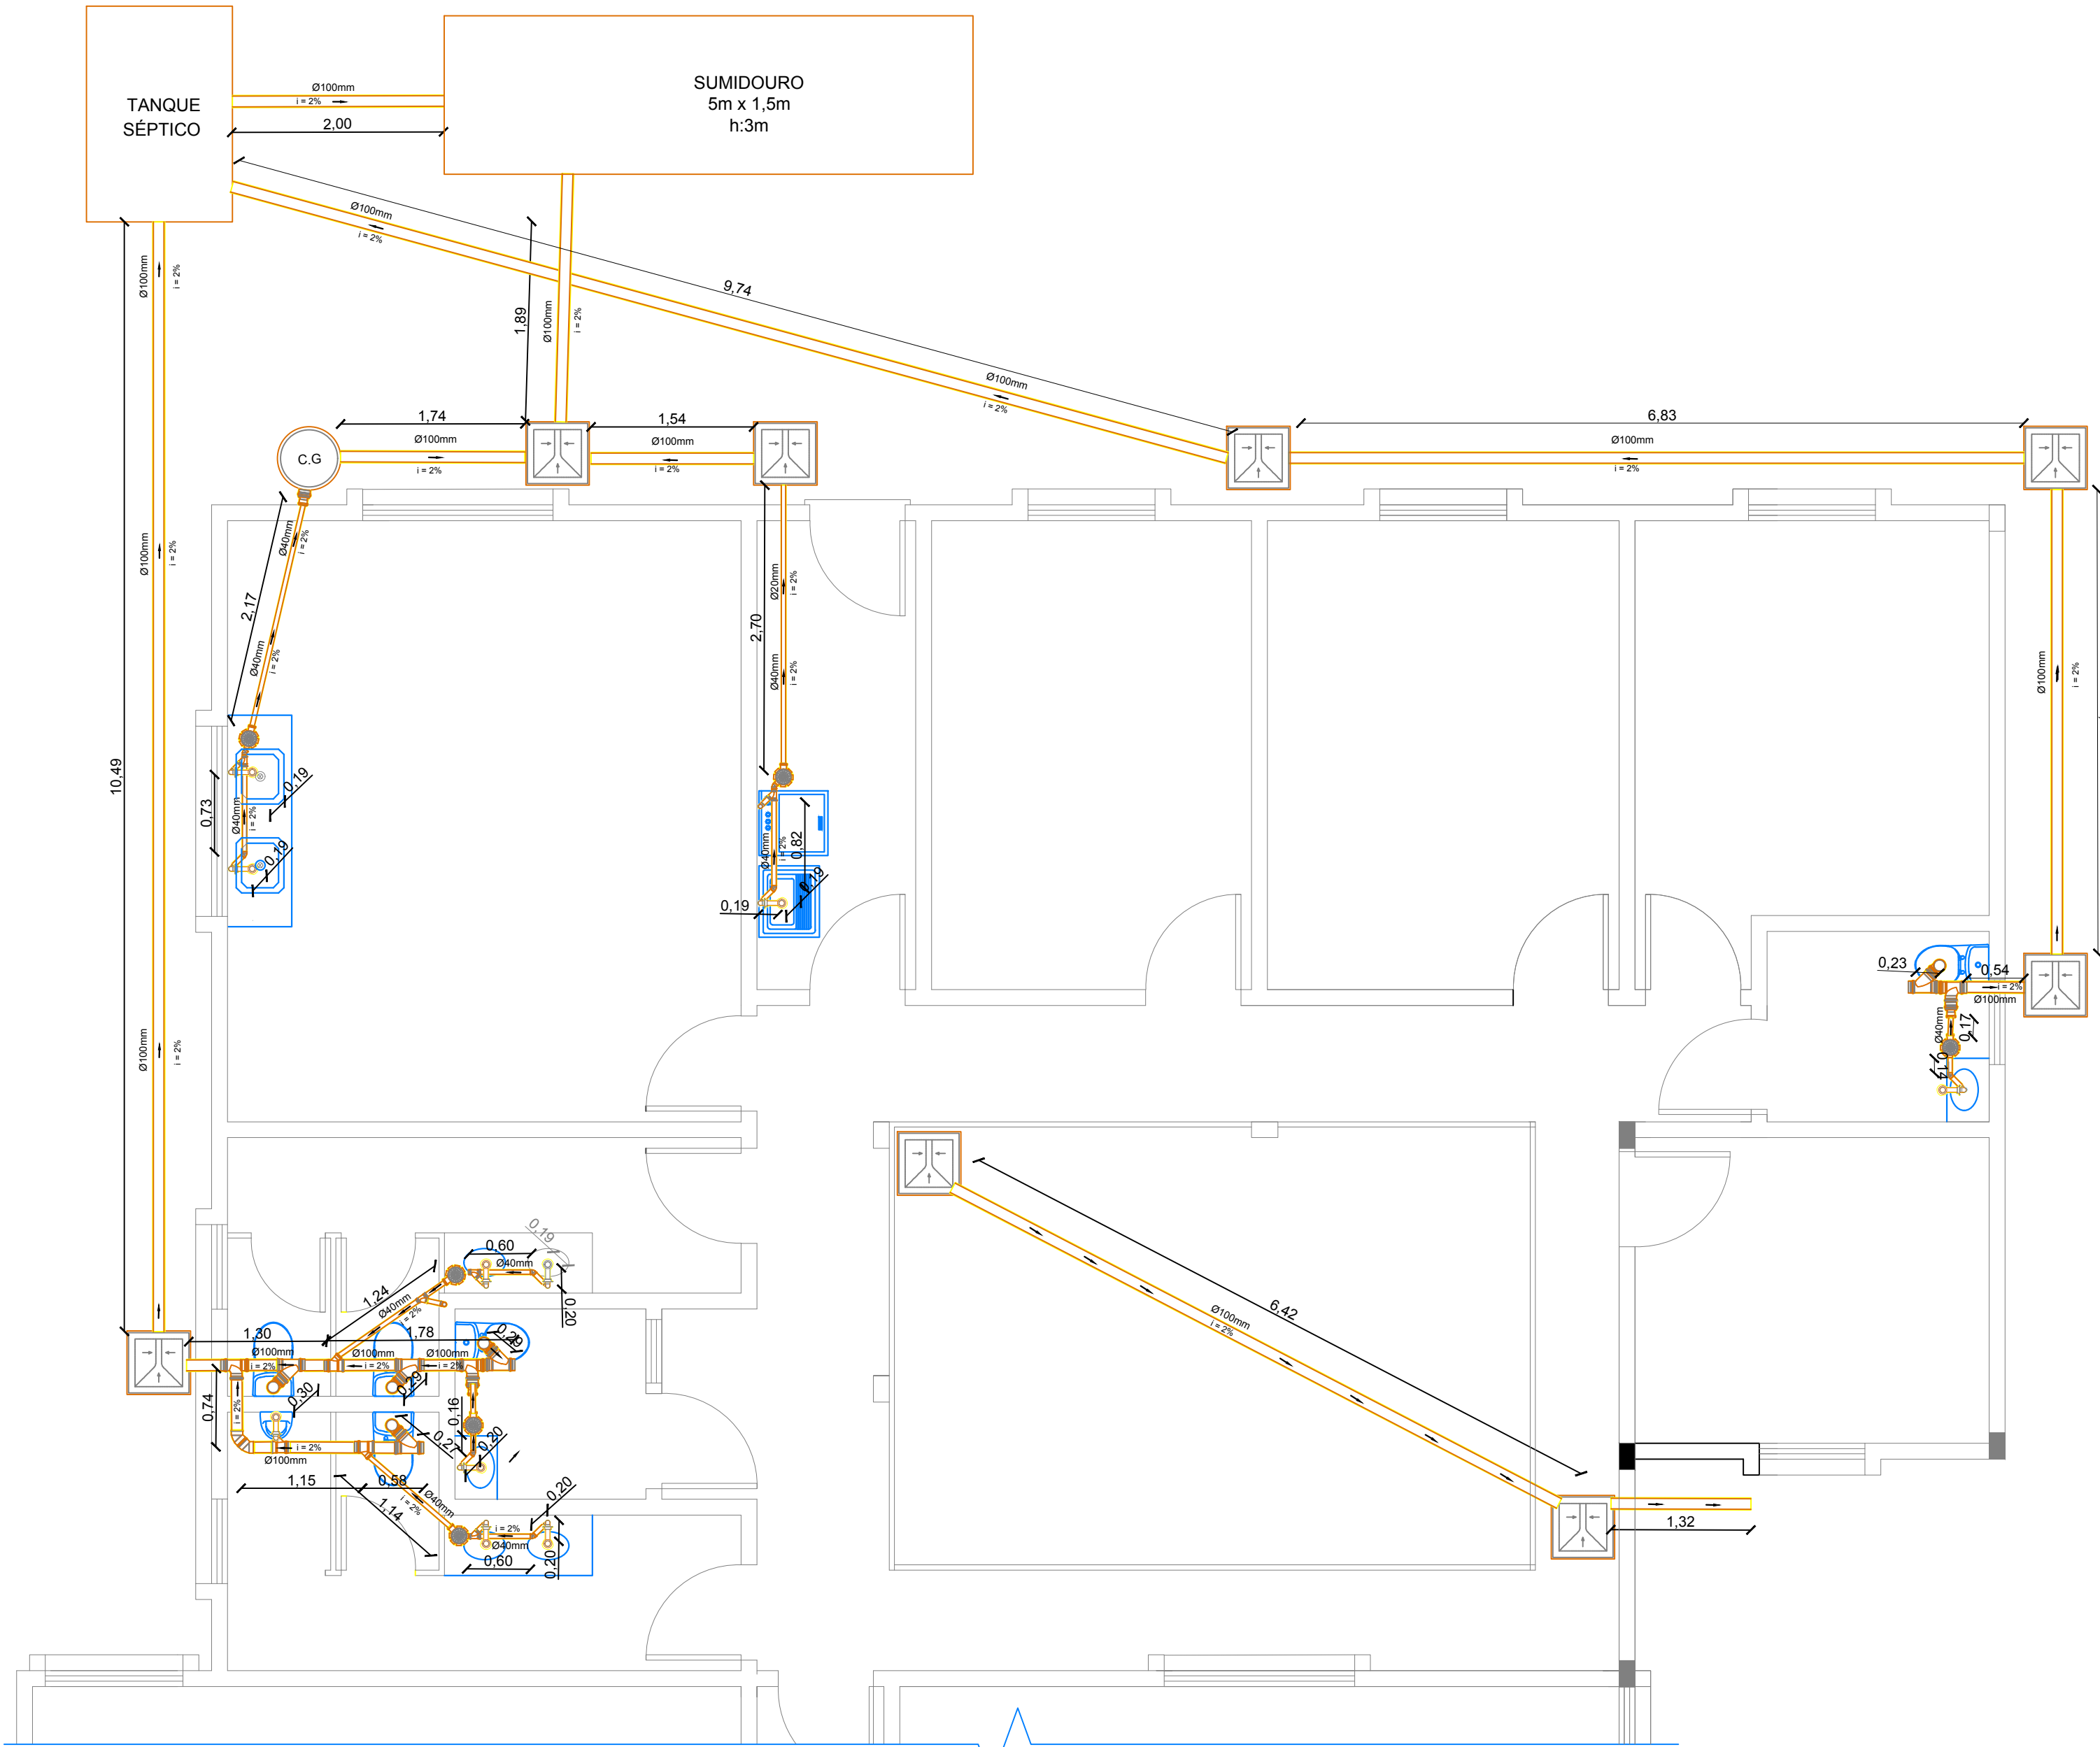 TANQUE
SÉPTICO
Ø100mm
i = 2%
2,00
SUMIDOURO
5m x 1,5m
h:3m
Ø100mm
i = 2%
9,74
Ø100mm
i = 2%
1,89
Ø100mm
i = 2%
Ø100mm
i = 2%
1,74
Ø100mm
i = 2%
1,54
Ø100mm
i = 2%
6,83
Ø100mm
i = 2%
C.G
Ø40mm
i = 2%
2,17
Ø40mm
i = 2%
Ø100mm
i = 2%
10,49
Ø20mm
i = 2%
2,70
Ø40mm
i = 2%
Ø100mm
i = 2%
0,73
Ø40mm
i = 2%
0,19
0,19
Ø40mm
i = 2%
0,82
0,19
0,19
0,23
0,54
i = 2%
Ø100mm
Ø40mm
0,17
0,14
Ø100mm
i = 2%
0,19
0,60
Ø40mm
0,20
1,24
Ø40mm
i = 2%
1,30
1,78
0,29
Ø100mm
i = 2%
Ø100mm
i = 2%
Ø100mm
i = 2%
0,74
i = 2%
0,30
0,29
0,16
0,27
0,20
i = 2%
Ø100mm
1,15
0,58
1,14
Ø40mm
i = 2%
0,20
i = 2%
Ø40mm
0,60
0,20
6,42
Ø100mm
i = 2%
1,32